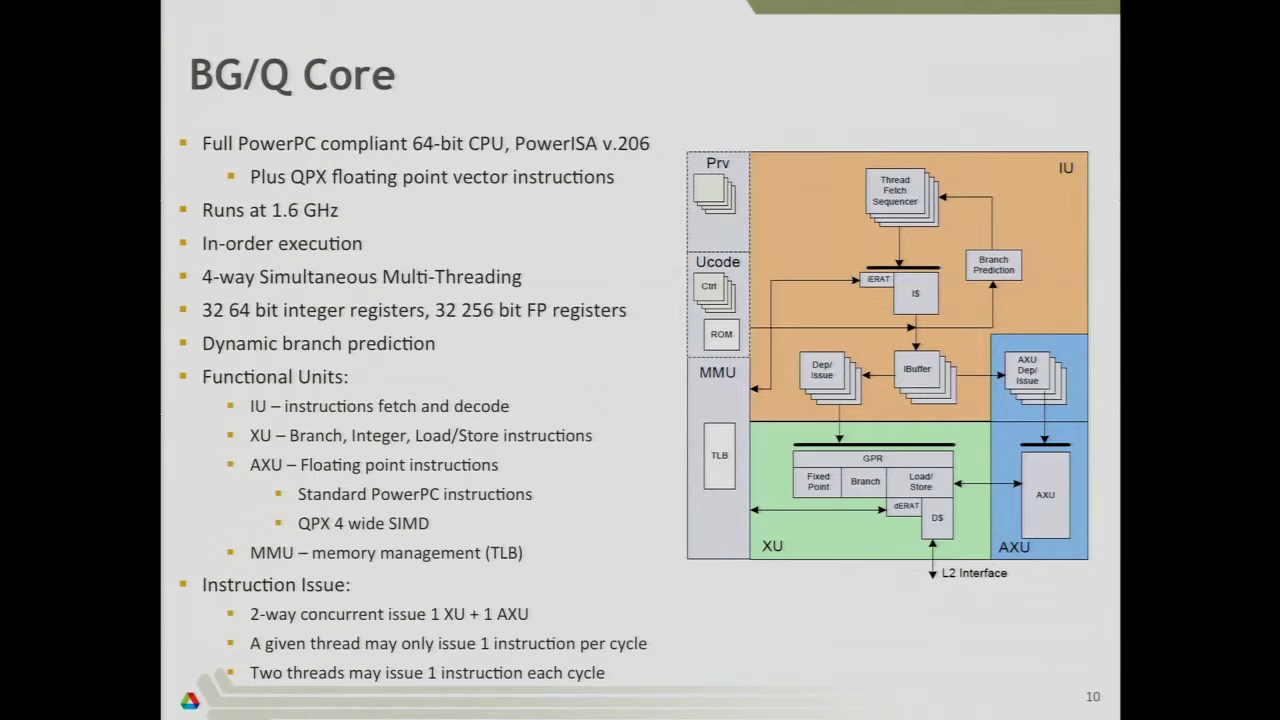 BG/Q Core
Full PowerPC compliant 64-bit CPU, PowerISA v.206
Plus QPX floating point vector instructions
Runs at 1.6 GHz
In-order execution
4-way Simultaneous Multi-Threading
32 64 bit integer registers, 32 256 bit FP registers
Dynamic branch prediction
Functional Units:
IU – instructions fetch and decode
XU – Branch, Integer, Load/Store instructions
AXU – Floating point instructions
Standard PowerPC instructions
QPX 4 wide SIMD
MMU – memory management (TLB)
Instruction Issue:
2-way concurrent issue 1 XU + 1 AXU
A given thread may only issue 1 instruction per cycle
Two threads may issue 1 instruction each cycle
Prv
IU
Thread
Fetch
Sequencer
Branch
Prediction
Ucode
Ctrl
ROM
iERAT
I$
MMU
TLB
Dep/
Issue
IBuffer
AXU
Dep/
Issue
GPR
Fixed
Point
Branch
Load/
Store
dERAT
D$
AXU
XU
AXU
L2 Interface
10